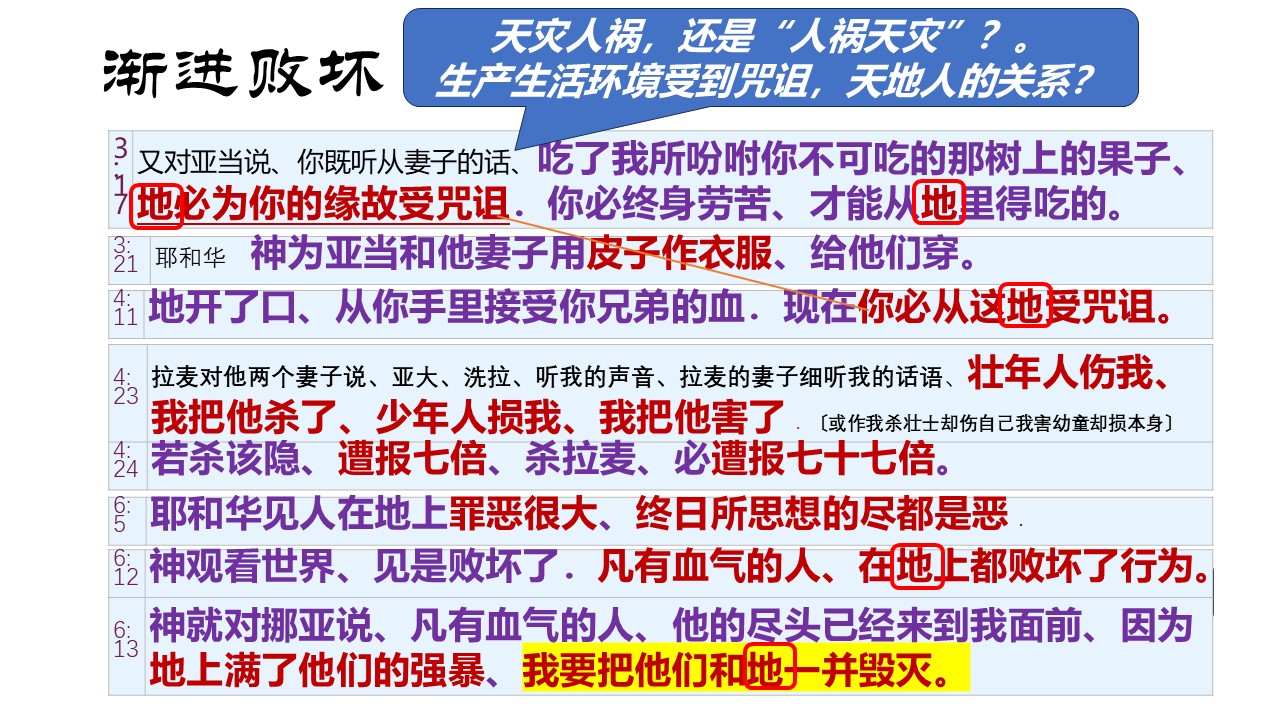 渐进败坏
天灾人祸，还是“人祸天灾”？。
生产生活环境受到咒诅，天地人的关系？
3:17
又对亚当说、你既听从妻子的话、吃了我所吩咐你不可吃的那树上的果子、
地必为你的缘故受咒诅．你必终身劳苦、才能从地里得吃的。
3:21
耶和华 神为亚当和他妻子用皮子作衣服、给他们穿。
4:11
地开了口、从你手里接受你兄弟的血．现在你必从这地受咒诅。
4:23
拉麦对他两个妻子说、亚大、洗拉、听我的声音、拉麦的妻子细听我的话语、壮年人伤我、
我把他杀了、少年人损我、我把他害了．〔或作我杀壮士却伤自己我害幼童却损本身〕
4:24
若杀该隐、遭报七倍、杀拉麦、必遭报七十七倍。
6:5
耶和华见人在地上罪恶很大、终日所思想的尽都是恶．
6:12
神观看世界、见是败坏了．凡有血气的人、在地上都败坏了行为。
6:13
神就对挪亚说、凡有血气的人、他的尽头已经来到我面前、因为
地上满了他们的强暴、我要把他们和地一并毁灭。